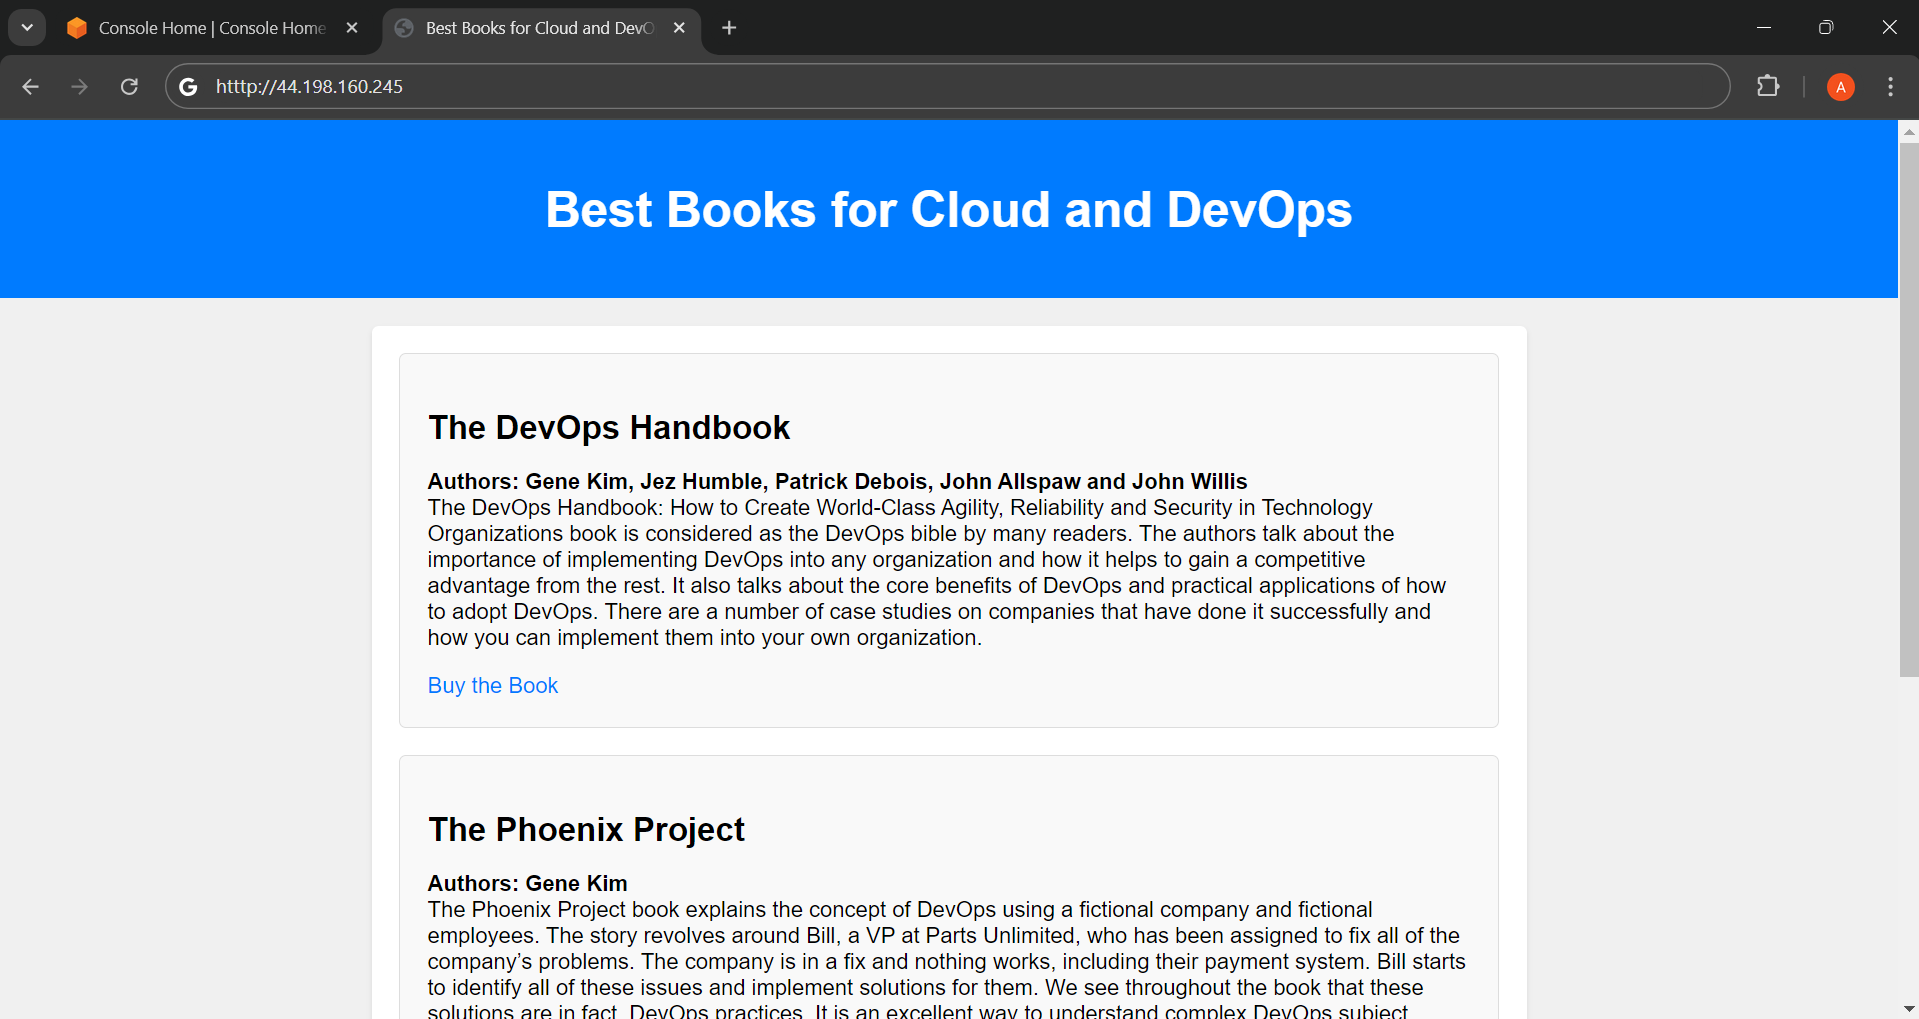 Console Home | Console Home
Best Books for Cloud and DevO
htttp://44.198.160.245
A
Best Books for Cloud and DevOps
The DevOps Handbook
Authors: Gene Kim, Jez Humble, Patrick Debois, John Allspaw and John Willis
The DevOps Handbook: How to Create World-Class Agility, Reliability and Security in Technology
Organizations book is considered as the DevOps bible by many readers. The authors talk about the
importance of implementing DevOps into any organization and how it helps to gain a competitive
advantage from the rest. It also talks about the core benefits of DevOps and practical applications of how
to adopt DevOps. There are a number of case studies on companies that have done it successfully and
how you can implement them into your own organization.
Buy the Book
The Phoenix Project
Authors: Gene Kim
The Phoenix Project book explains the concept of DevOps using a fictional company and fictional
employees. The story revolves around Bill, a VP at Parts Unlimited, who has been assigned to fix all of the
company’s problems. The company is in a fix and nothing works, including their payment system. Bill starts
to identify all of these issues and implement solutions for them. We see throughout the book that these
solutions are in fact, DevOps practices. It is an excellent way to understand complex DevOps subject